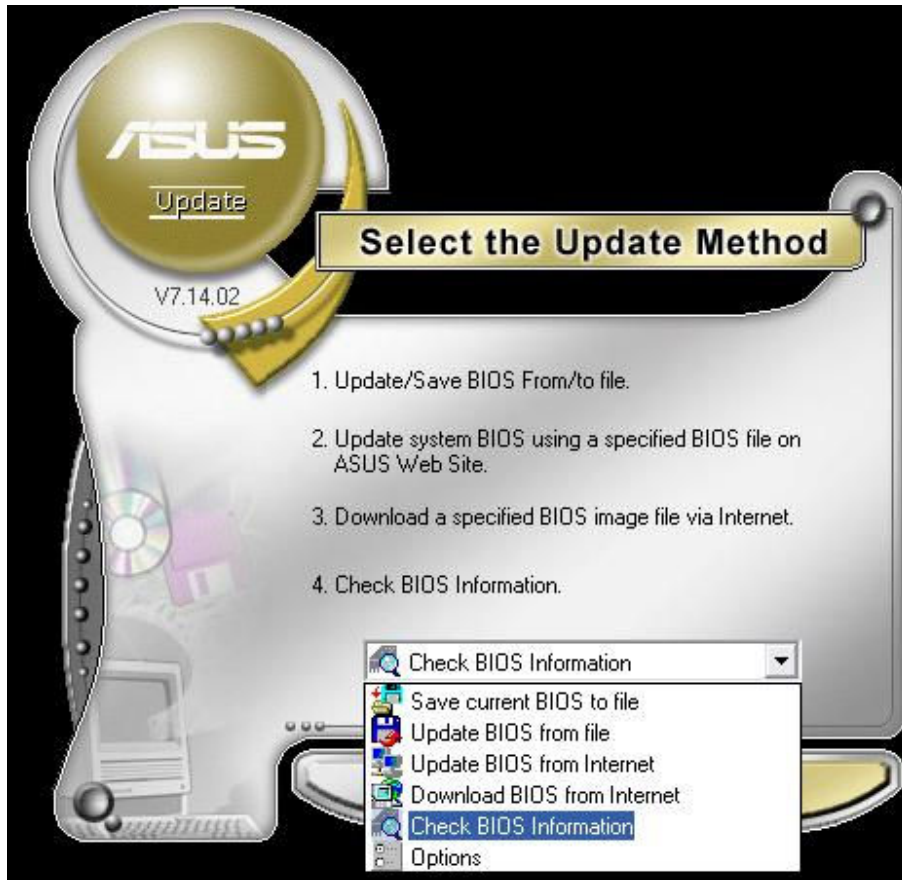 ASUS
Update
Select the Update Method
V7.14.02
1. Update/Save BIOS From/to file.
2. Update system BIOS using a specified BIOS file on
ASUS Web Site.
3. Download a specified BIOS image file via Internet.
4. Check BIOS Information.
Check BIOS Information
Save current BIOS to file
Update BIOS from file
Update BIOS from Internet
Download BIOS from Internet
Check BIOS Information
Options